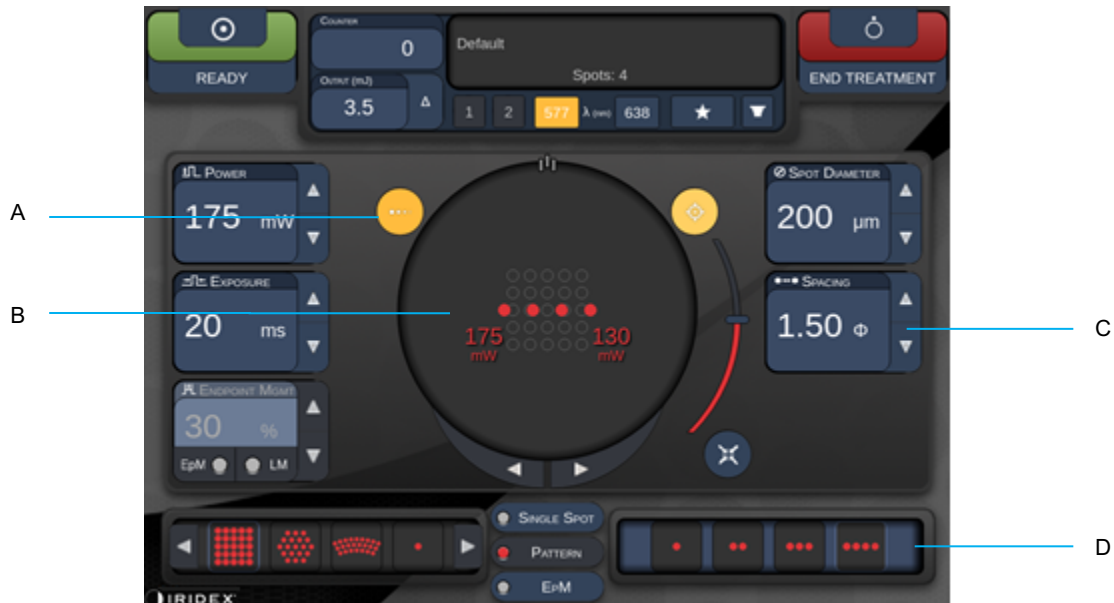 COUNTER
0
Default
Spots: 4
READY
END TREATMENT
OUTPUT (mJ)
3.5
Δ
1 2 577 λ (nm) 638
POWER
175 mW
SPOT DIAMETER
200 µm
A
EXPOSURE
20 ms
SPACING
1.50 Φ
B
C
175 mW
130 mW
ENDPOINT MGMT
30 %
EpM LM
SINGLE SPOT
PATTERN
EPM
D
IRIDEX